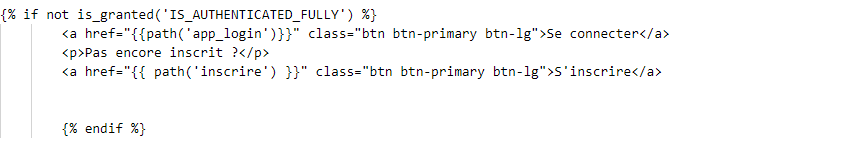 {% if not is_granted('IS_AUTHENTICATED_FULLY') %}
<a href="{{path('app_login')}}" class="btn btn-primary btn-lg">Se connecter</a>
<p>Pas encore inscrit ?</p>
<a href="{{ path('inscrire') }}" class="btn btn-primary btn-lg">S'inscrire</a>
{% endif %}